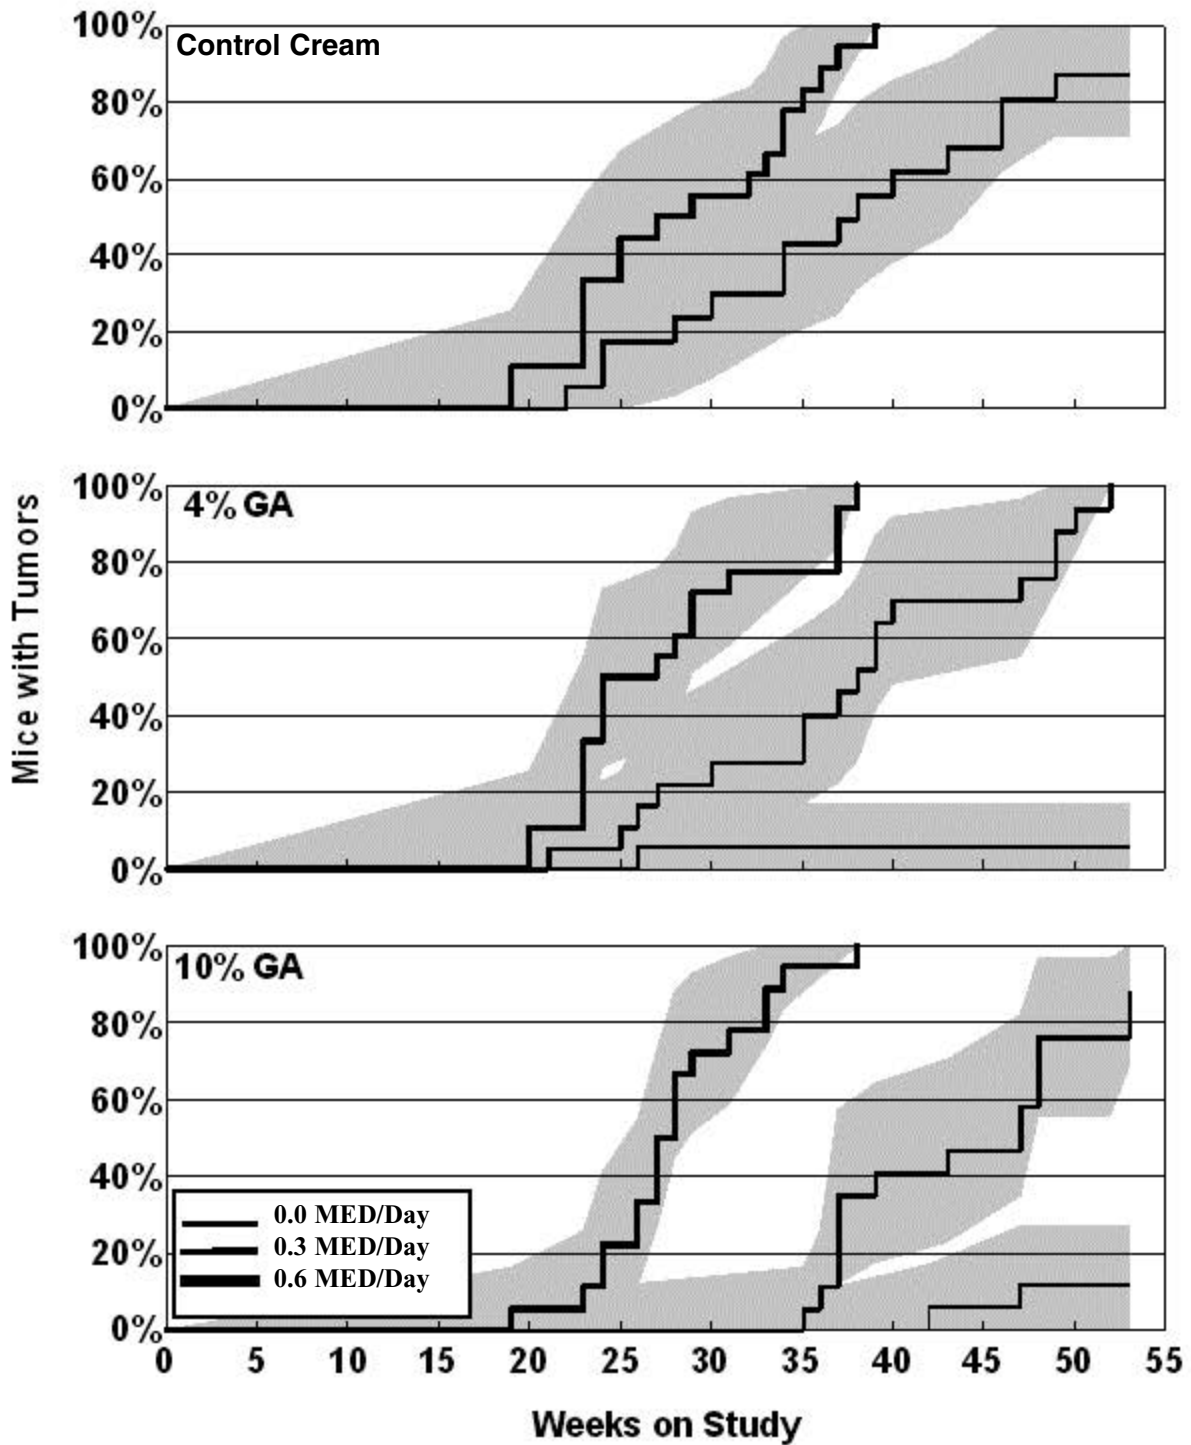 Control Cream
100%
80%
60%
40%
20%
0%
Mice with Tumors
4% GA
100%
80%
60%
40%
20%
0%
10% GA
100%
80%
60%
40%
20%
0%
0.0 MED/Day
0.3 MED/Day
0.6 MED/Day
0 5 10 15 20 25 30 35 40 45 50 55
Weeks on Study